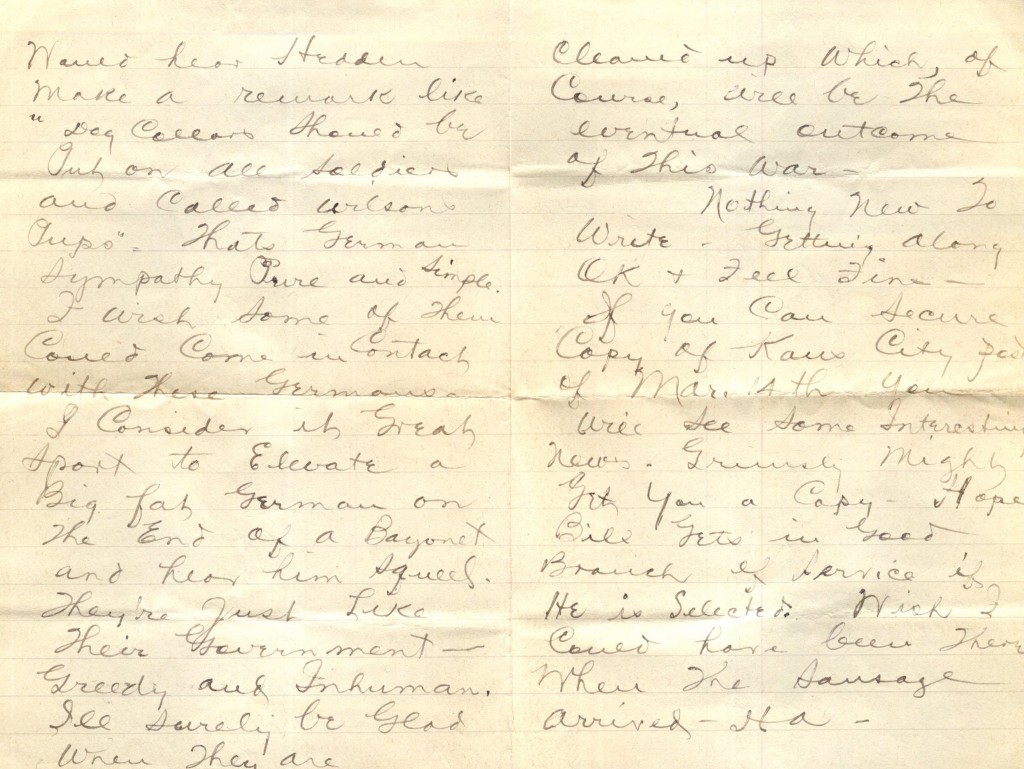 Would hear Hedden
Make a remark like
" Dog Collars should be
Put on all soldiers
and Called Wilsons
Pups"- Thats German
Sympathy Pure and Simple.
I Wish Some of Them
Could Come in Contact
With These Germans-
I Consider it Great
Sport to Elevate a
Big fat German on
The End of a Bayonet
and hear him squeel.
They're Just Like
Their Government —
Greedy and Inhuman.
I'll surely be Glad
When They are
Cleaned up Which, of
Course, Will be The
eventual outcome
of This War -
Nothing New To
Write - Getting along
OK + Feel Fine —
If you Can Secure
Copy of Kans City
of Mar. 14th You
Will See Some Interesting
News - Grimsly Might
Get You a Copy - Hope
Bill Gets in Good
Branch of Service if
He is Selected. Wish I
Could have been There
When The Sausage
Arrived - HA -